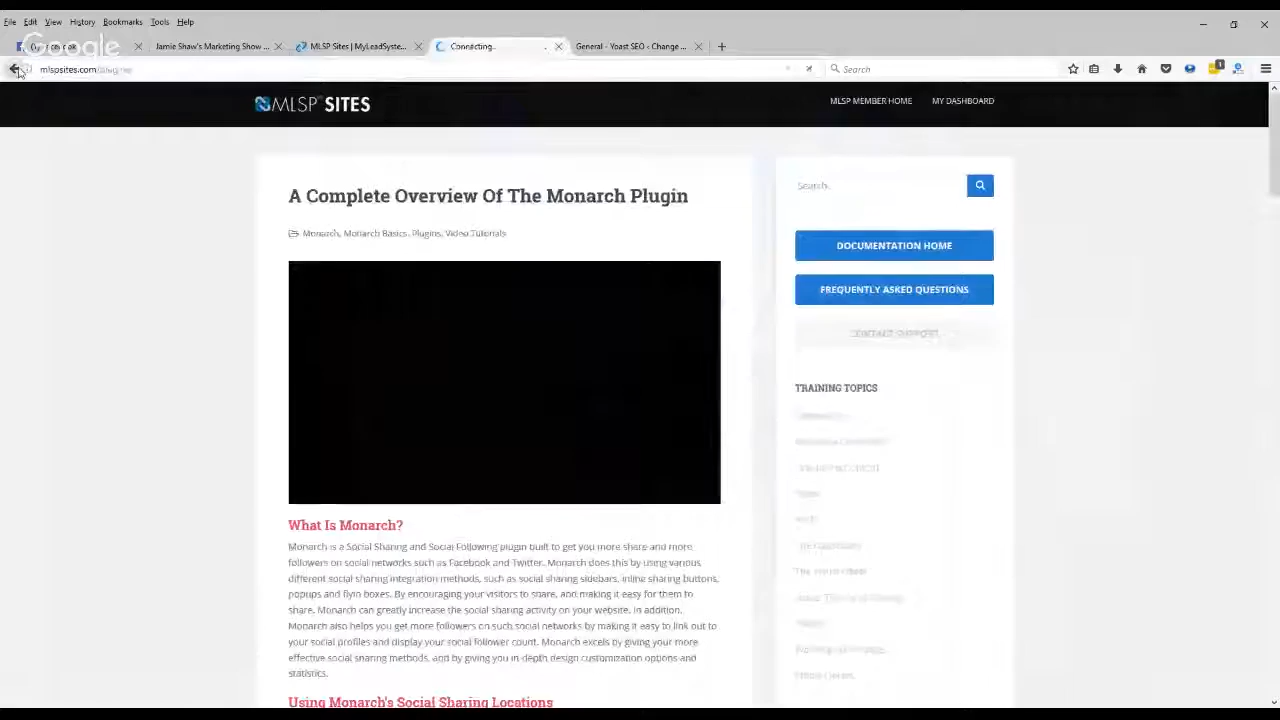 File Edit View History Bookmarks Tools Help
Google
Jamie Shaw's Marketing Show ...
MLSP Sites | MyLeadSyste...
Connecting...
General - Yoast SEO - Change ...
mlspsites.com/plugins/
Search
MLSP SITES
MLSP MEMBER HOME MY DASHBOARD
A Complete Overview Of The Monarch Plugin
Monarch, Monarch Basics, Plugins, Video Tutorials
What Is Monarch?
Monarch is a Social Sharing and Social Following plugin built to get you more share and more
followers on social networks such as Facebook and Twitter. Monarch does this by using various
different social sharing integration methods, such as social sharing sidebars, inline sharing buttons,
popups and flyin boxes. By encouraging your visitors to share, and making it easy for them to
share, Monarch can greatly increase the social sharing activity on your website. In addition,
Monarch also helps you get more followers on such social networks by making it easy to link out to
your social profiles and display your social follower count. Monarch excels by giving your more
effective social sharing methods, and by giving you in-depth design customization options and
statistics.
Using Monarch's Social Sharing Locations
Search..
DOCUMENTATION HOME
FREQUENTLY ASKED QUESTIONS
CONTACT SUPPORT
TRAINING TOPICS